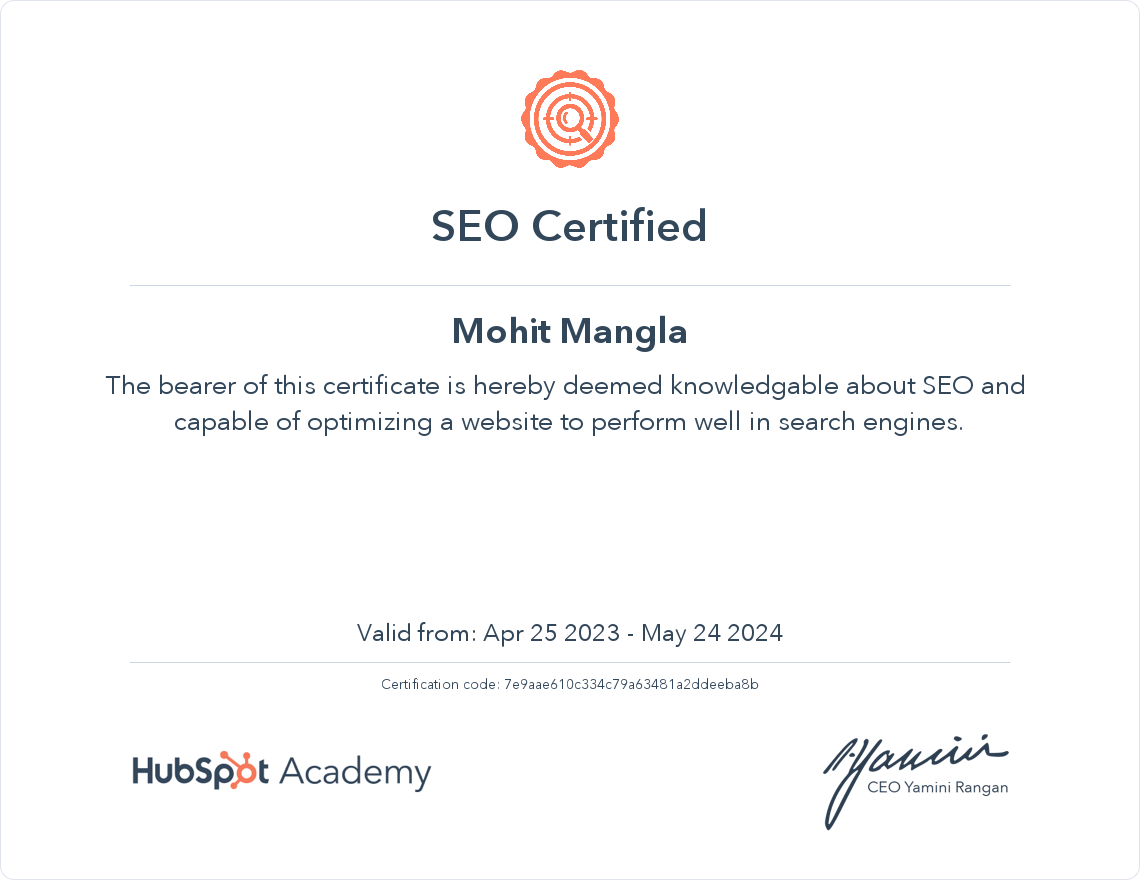 SEO Certified
Mohit Mangla
The bearer of this certificate is hereby deemed knowledgable about SEO and
capable of optimizing a website to perform well in search engines.
Valid from: Apr 25 2023 - May 24 2024
Certification code: 7e9aae610c334c79a63481a2ddeeba8b
HubSpot Academy
Yamini
CEO Yamini Rangan